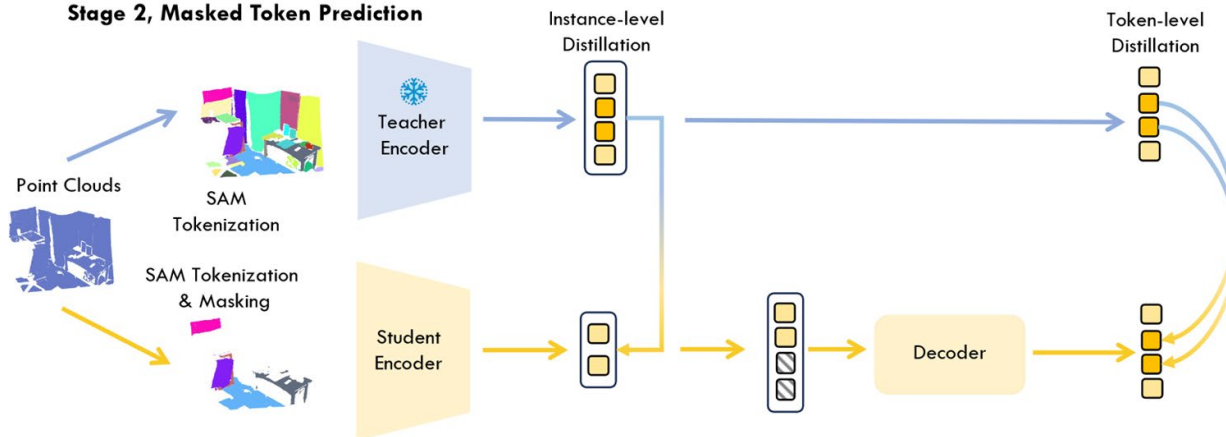 Stage 2, Masked Token Prediction
Instance-level
Distillation
Token-level
Distillation
Teacher
Encoder
Point Clouds
SAM
Tokenization
SAM Tokenization
& Masking
Student
Encoder
Decoder